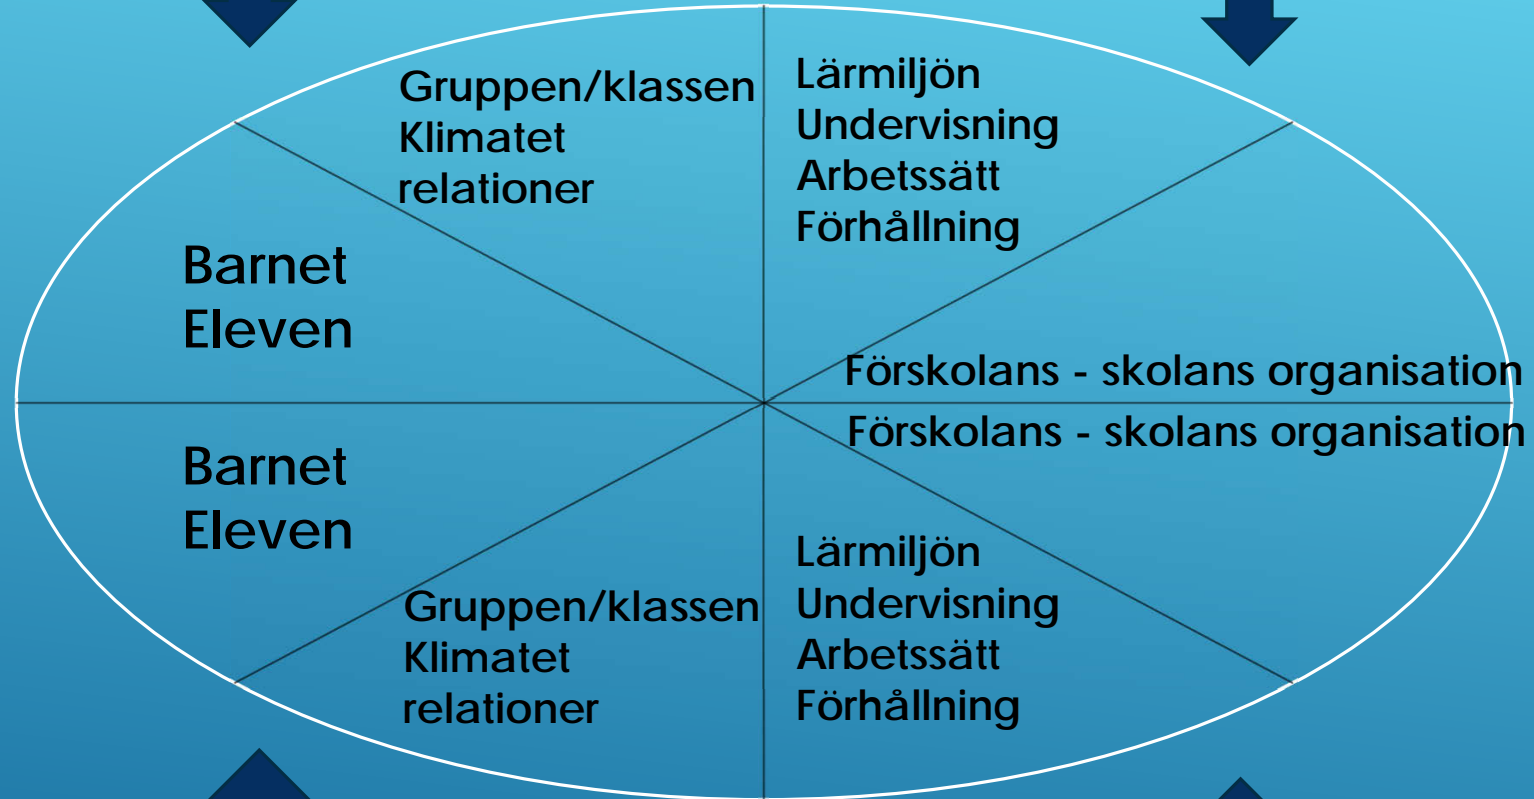 Gruppen/klassen
Klimatet
relationer
Lärmiljön
Undervisning
Arbetssätt
Förhållning
Barnet
Eleven
Förskolans - skolans organisation
Förskolans - skolans organisation
Barnet
Eleven
Gruppen/klassen
Klimatet
relationer
Lärmiljön
Undervisning
Arbetssätt
Förhållning